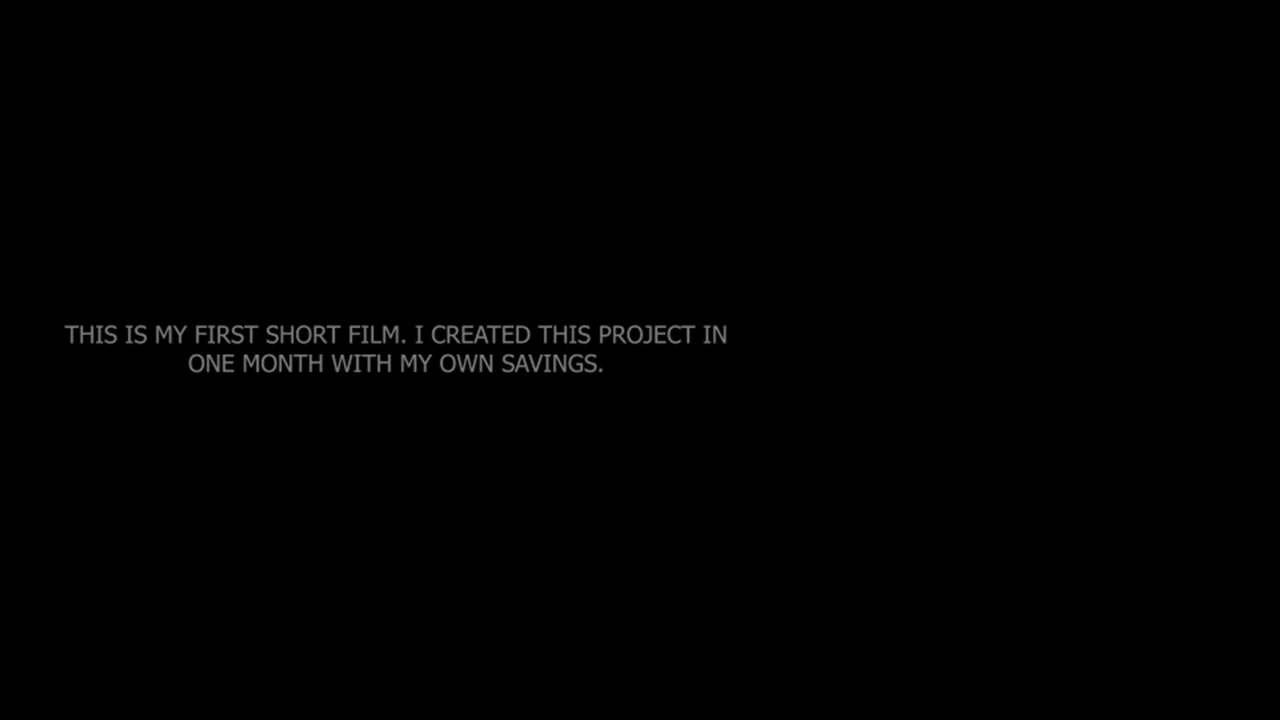 THIS IS MY FIRST SHORT FILM. I CREATED THIS PROJECT IN
ONE MONTH WITH MY OWN SAVINGS.